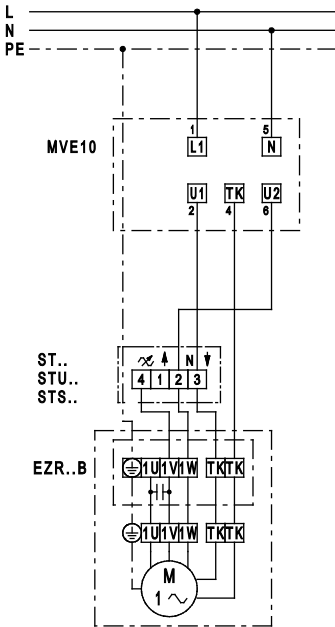 L
N
PE
1 5
MVE10 L1 N
U1 TK U2
2 4 6
ST..
STU..
STS..
N
4 1 2 3
EZR..B
1U 1V 1W TK TK
1U 1V 1W TK TK
M
1